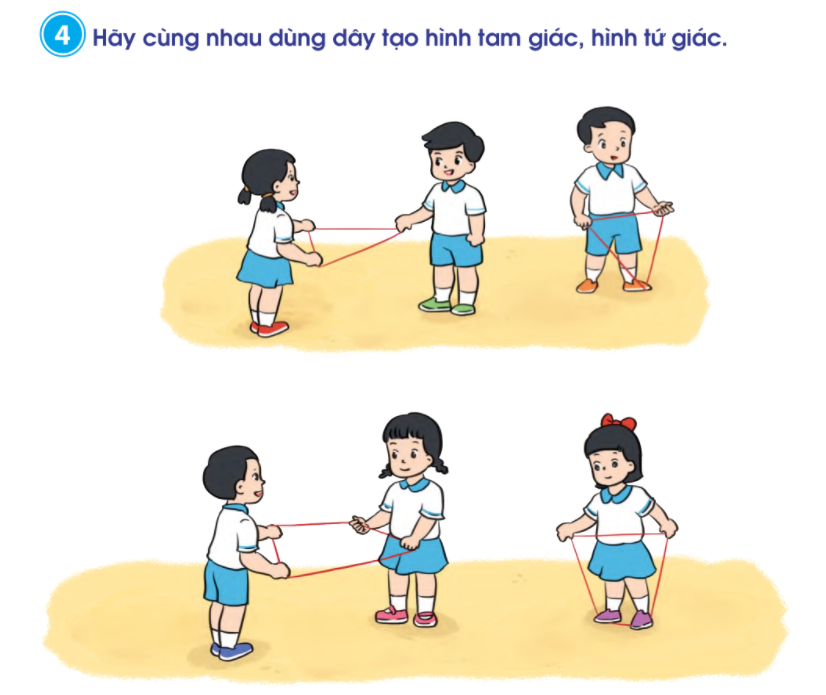 4 Hãy cùng nhau dùng dây tạo hình tam giác, hình tứ giác.